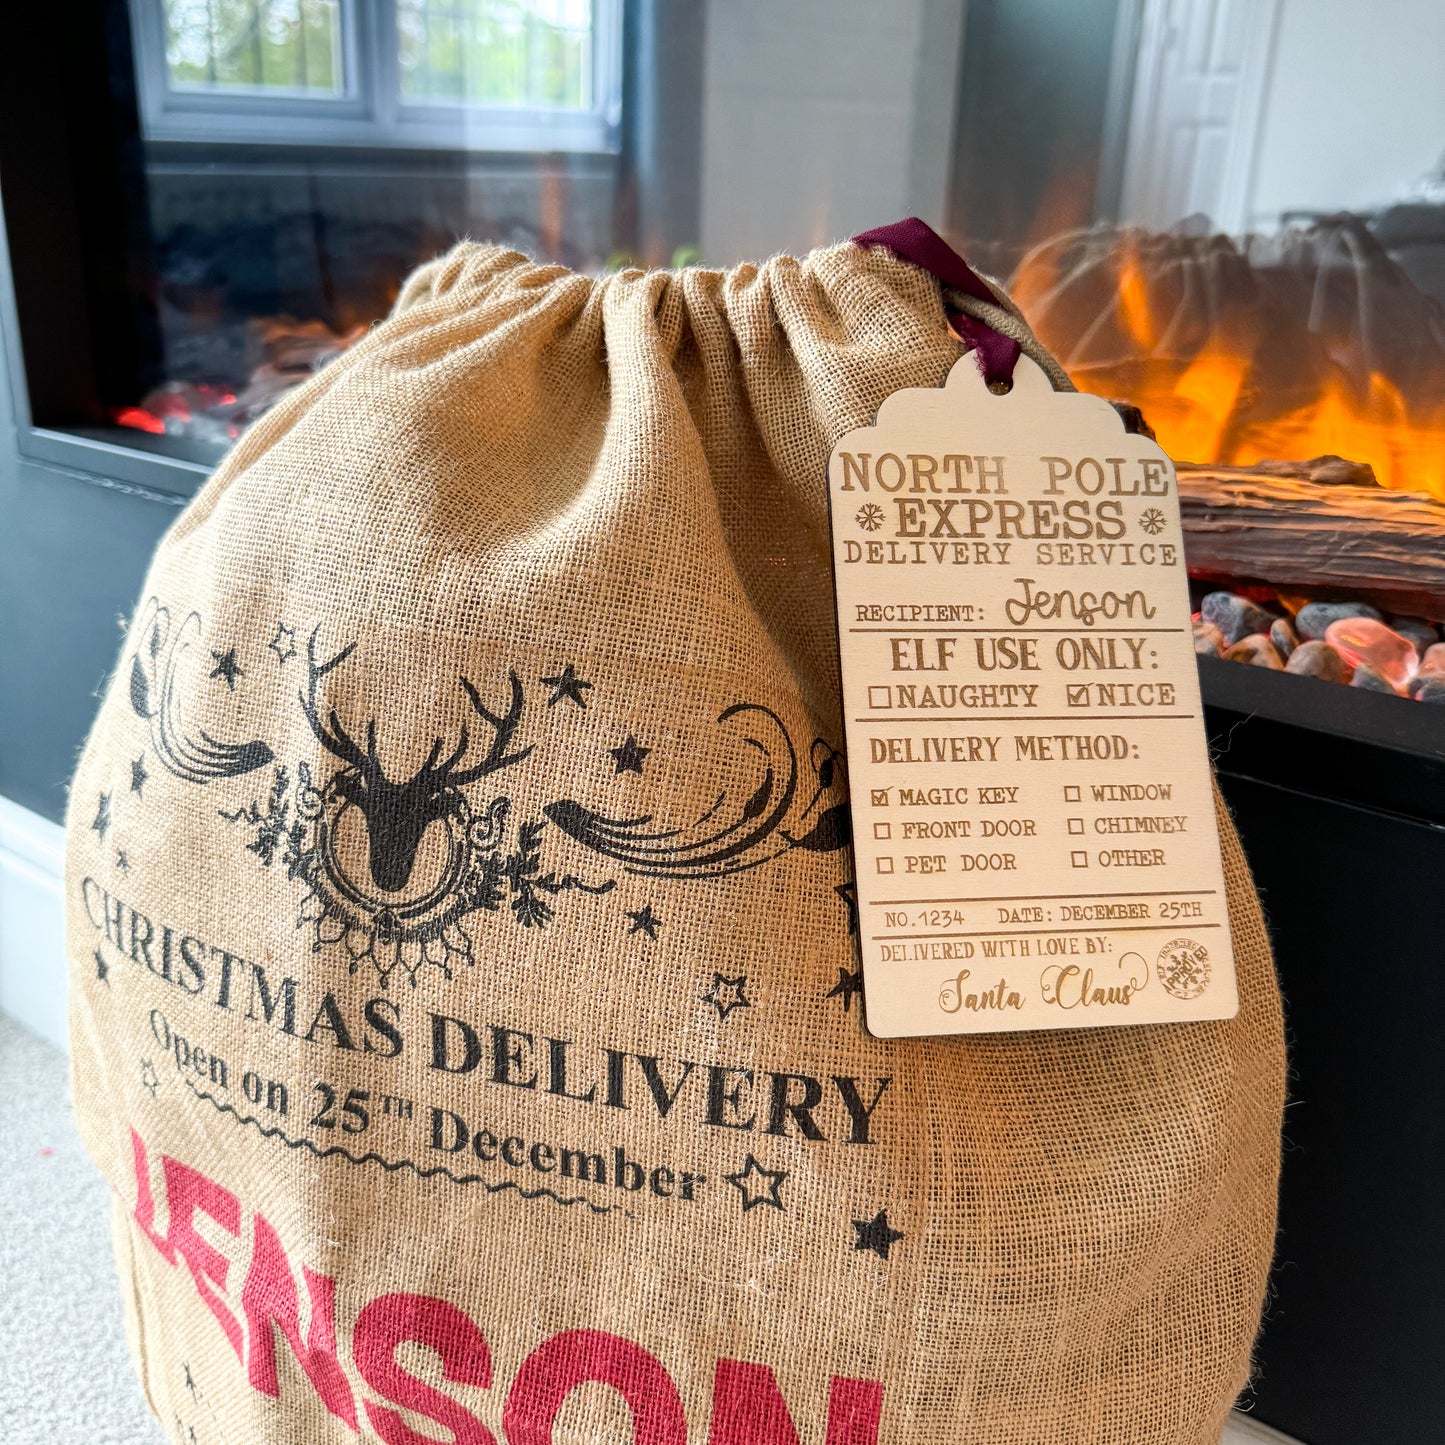 NORTH POLE
EXPRESS
DELIVERY SERVICE
RECIPIENT: Jenson
ELF USE ONLY:
☐ NAUGHTY ☑ NICE
DELIVERY METHOD:
☑ MAGIC KEY ☐ WINDOW
☐ FRONT DOOR ☐ CHIMNEY
☐ PET DOOR ☐ OTHER
NO.1234 DATE: DECEMBER 25TH
DELIVERED WITH LOVE BY:
Santa Claus
CHRISTMAS DELIVERY
Open on 25TH December
JENSON